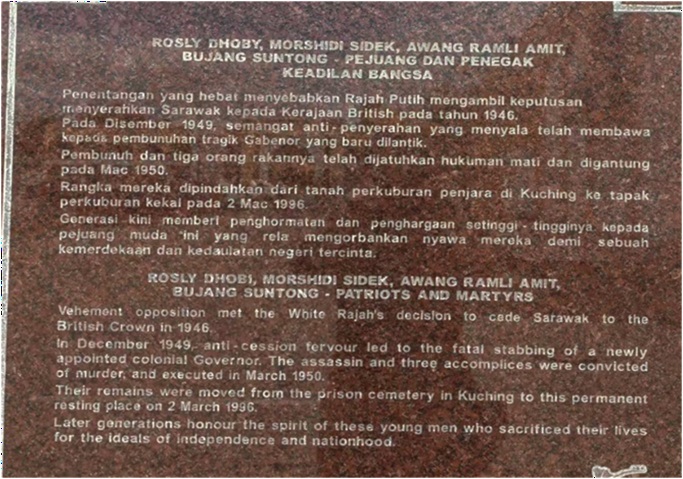 ROSLY DHOBY, MORSHIDI SIDEK, AWANG RAMLI AMIT,
BUJANG SUNTONG - PEJUANG DAN PENEGAK
KEADILAN BANGSA
Penentangan yang hebat menyebabkan Rajah Putih mengambil keputusan
menyerahkan Sarawak kepada Kerajaan British pada tahun 1946.
Pada Disember 1949, semangat anti-penyerahan yang menyala telah membawa
kepada pembunuhan tragik Gabenor yang baru dilantik.
Pembunuh dan tiga orang rakannya telah dijatuhkan hukuman mati dan digantung
pada Mac 1950.
Rangka mereka dipindahkan dari tanah perkuburan penjara di Kuching ke tapak
perkuburan kekal pada 2 Mac 1996.
Generasi kini memberi penghormatan dan penghargaan setinggi-tingginya kepada
pejuang muda ini yang rela mengorbankan nyawa mereka demi sebuah
kemerdekaan dan kedaulatan negeri tercinta.
ROSLY DHOBI, MORSHIDI SIDEK, AWANG RAMLI AMIT,
BUJANG SUNTONG - PATRIOTS AND MARTYRS
Vehement opposition met the White Rajah's decision to cede Sarawak to the
British Crown in 1946.
In December 1949, anti-cession fervour led to the fatal stabbing of a newly
appointed colonial Governor. The assassin and three accomplices were convicted
of murder, and executed in March 1950.
Their remains were moved from the prison cemetery in Kuching to this permanent
resting place on 2 March 1996.
Later generations honour the spirit of these young men who sacrificed their lives
for the ideals of independence and nationhood.